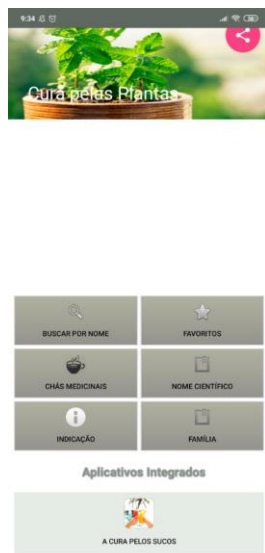 9:34
Cura pelas Plantas
BUSCAR POR NOME
FAVORITOS
CHÁS MEDICINAIS
NOME CIENTÍFICO
INDICAÇÃO
FAMÍLIA
Aplicativos Integrados
A CURA PELOS SUCOS